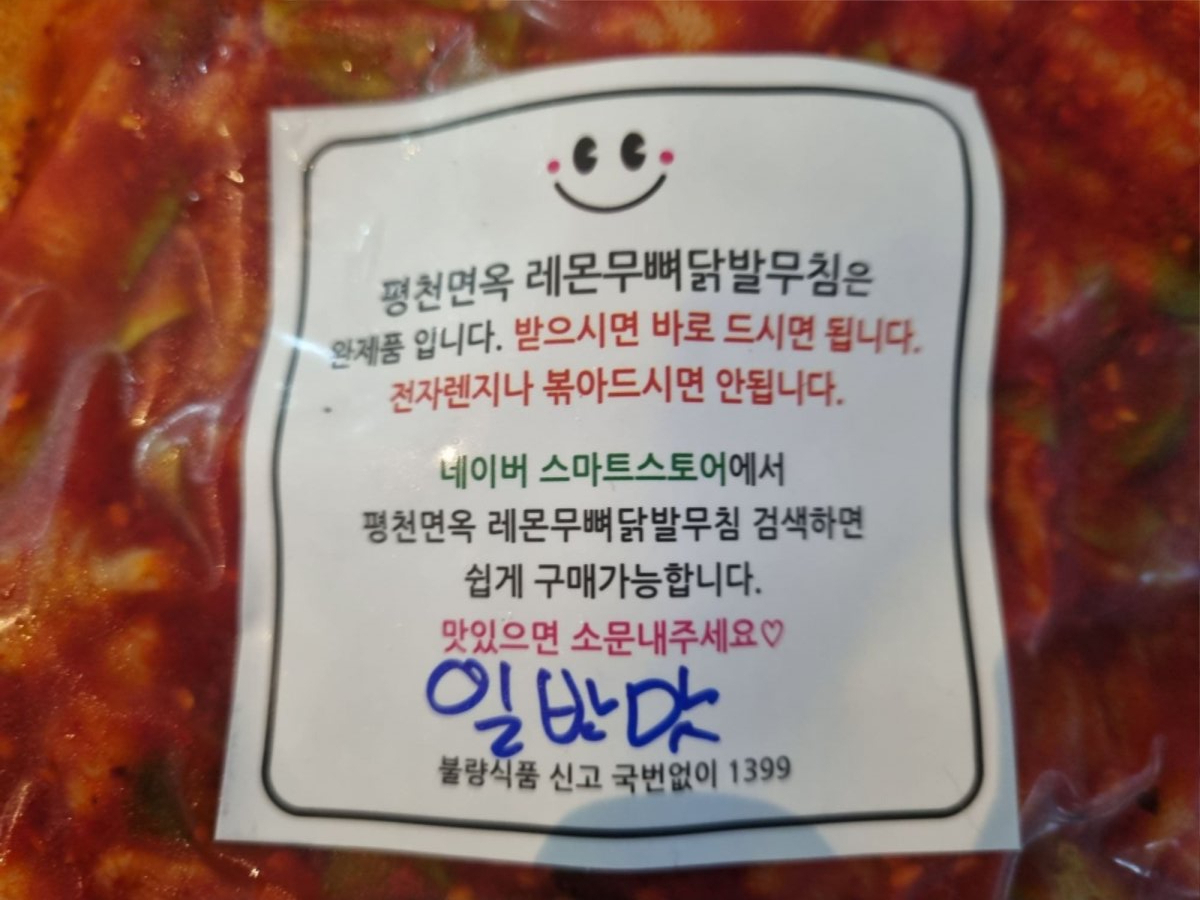 평천면옥 레몬무뼈닭발무침은
완제품 입니다. 받으시면 바로 드시면 됩니다.
전자렌지나 볶아드시면 안됩니다.
네이버 스마트스토어에서
평천면옥 레몬무뼈닭발무침 검색하면
쉽게 구매가능합니다.
맛있으면 소문내주세요♡
일반맛
불량식품 신고 국번없이 1399